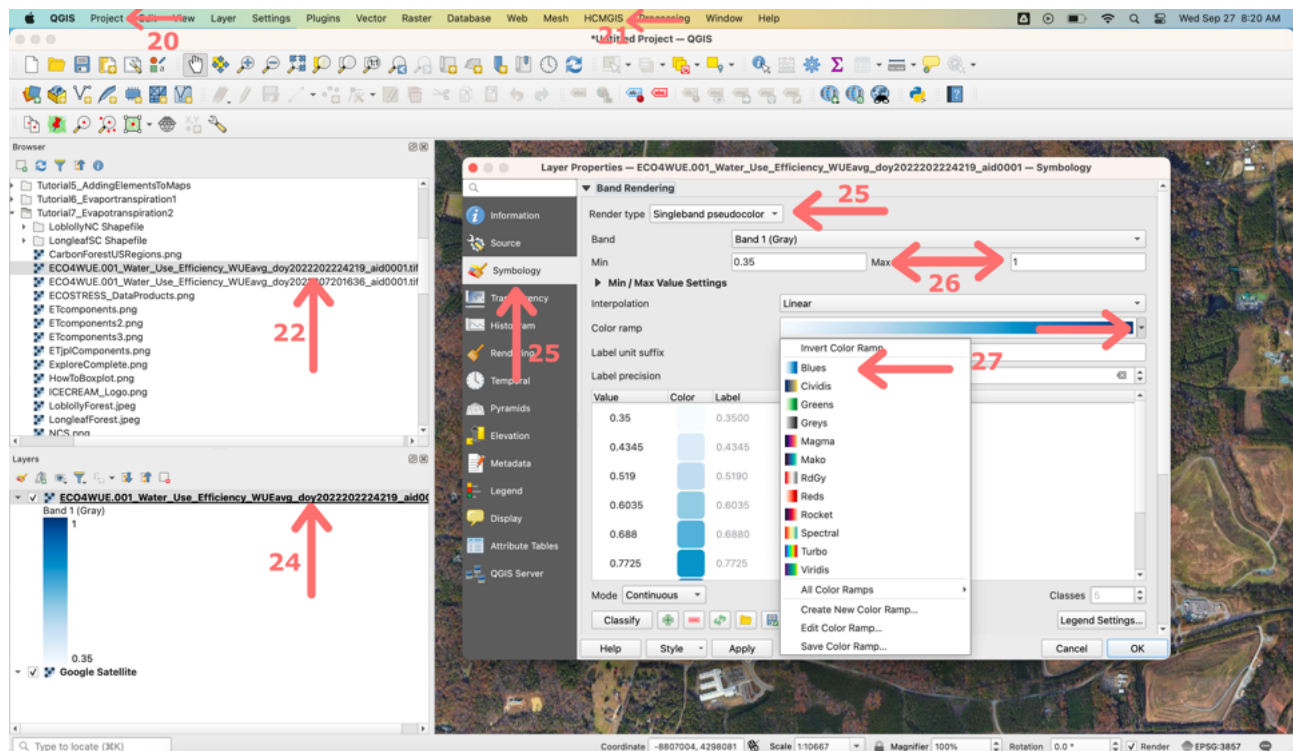 QGIS Project Edit View Layer Settings Plugins Vector Raster Database Web Mesh HCMGIS Processing Window Help Wed Sep 27 8:20 AM
20
21
*Untitled Project — QGIS
Browser
Tutorial5_AddingElementsToMaps
Tutorial6_Evaportranspiration1
Tutorial7_Evapotranspiration2
LoblollyNC Shapefile
LongleafSC Shapefile
CarbonForestUSRegions.png
ECO4WUE.001_Water_Use_Efficiency_WUEavg_doy2022202224219_aid0001.tif
ECOSTRESS_DataProducts.png
ETcomponents.png
ETcomponents2.png
ETcomponents3.png
ETjplComponents.png
ExploreComplete.png
HowToBoxplot.png
ICECREAM_Logo.png
LoblollyForest.jpeg
LongleafForest.jpeg
NCS.png
22
Layers
ECO4WUE.001_Water_Use_Efficiency_WUEavg_doy2022202224219_aid00
Band 1 (Gray)
1
24
0.35
Google Satellite
Layer Properties — ECO4WUE.001_Water_Use_Efficiency_WUEavg_doy2022202224219_aid0001 — Symbology
Information
Source
Symbology
Transparency
Histogram
Rendering
Temporal
Pyramids
Elevation
Metadata
Legend
Display
Attribute Tables
QGIS Server
25
Band Rendering
25
Render type Singleband pseudocolor
Band Band 1 (Gray)
Min 0.35 Max 1
26
Min / Max Value Settings
Interpolation Linear
Color ramp
Label unit suffix
Label precision
27
Value Color Label
0.35 0.3500
0.4345 0.4345
0.519 0.5190
0.6035 0.6035
0.688 0.6880
0.7725 0.7725
Invert Color Ramp
Blues
Cividis
Greens
Greys
Magma
Mako
RdGy
Reds
Rocket
Spectral
Turbo
Viridis
All Color Ramps
Create New Color Ramp...
Edit Color Ramp...
Save Color Ramp...
Mode Continuous Classes 5
Classify Legend Settings...
Help Style Apply Cancel OK
Type to locate (⌘K) Coordinate -8807004, 4298081 Scale 1:10667 Magnifier 100% Rotation 0.0 ° Render EPSG:3857